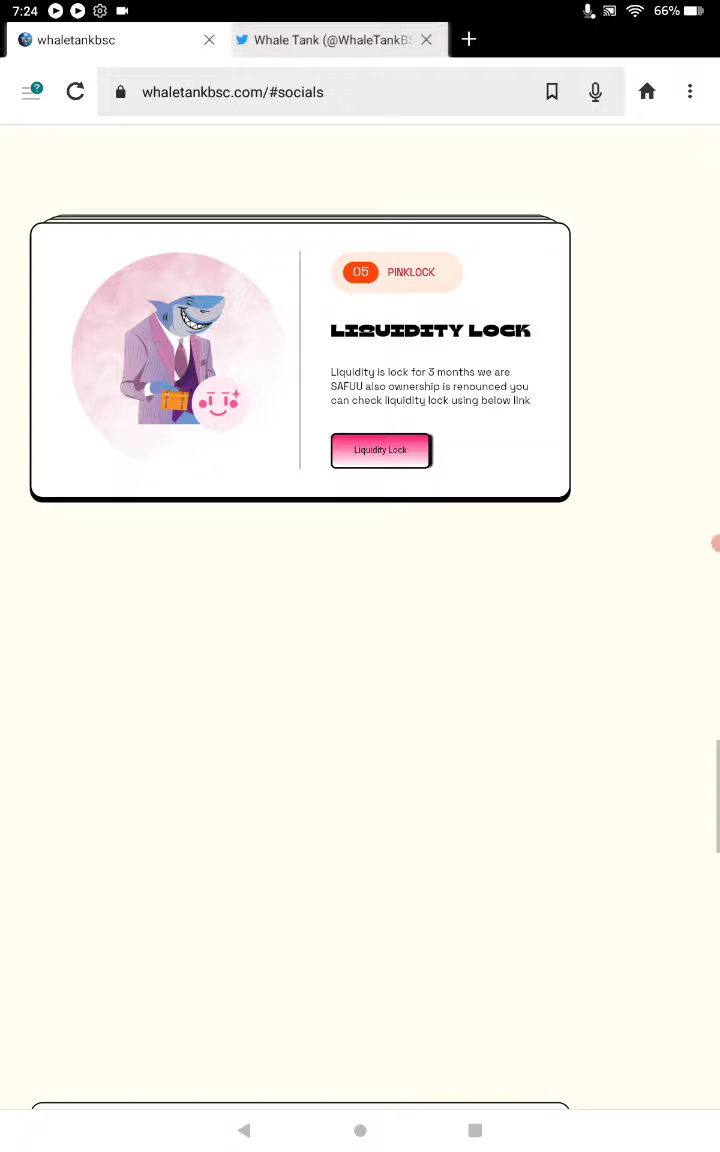 7:24
66%
whaletankbsc
Whale Tank (@WhaleTankBS
whaletankbsc.com/#socials
05 PINKLOCK
LIQUIDITY LOCK
Liquidity is lock for 3 months we are
SAFUU also ownership is renounced you
can check liquidity lock using below link
Liquidity Lock